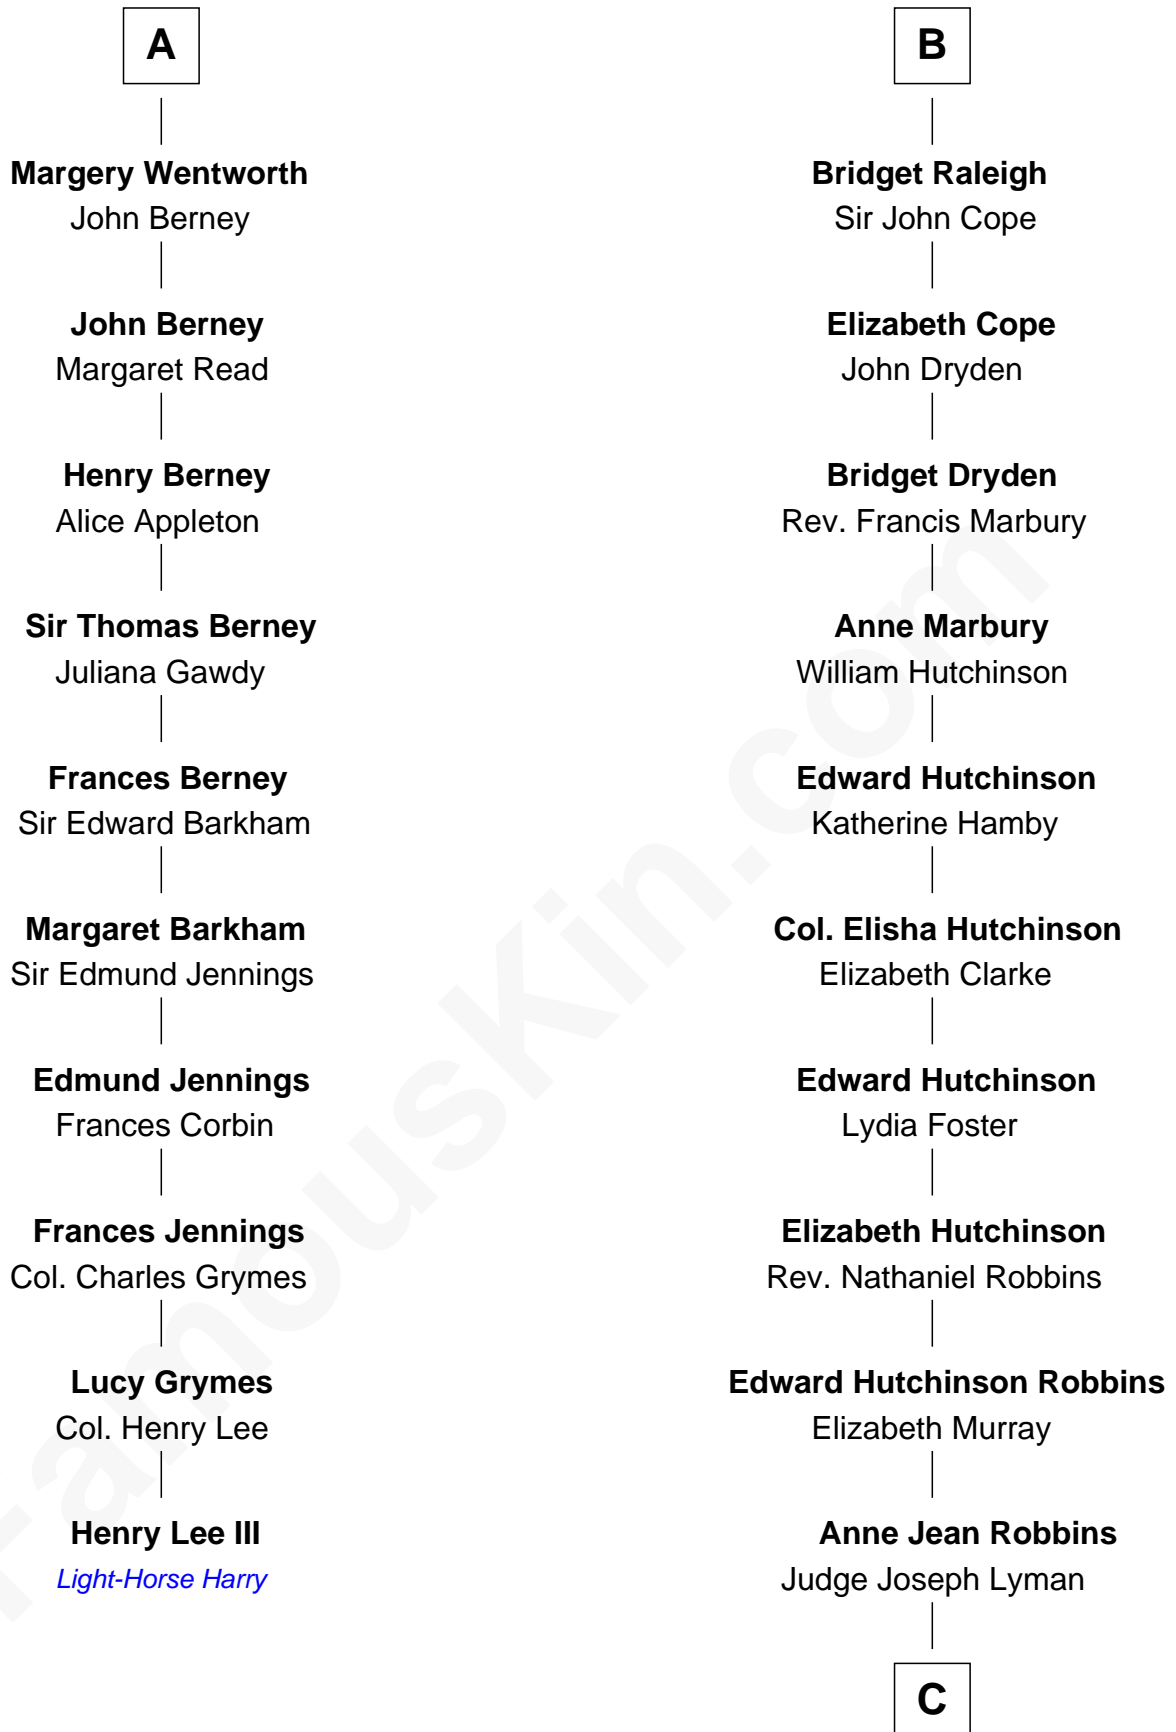 A
Margery Wentworth
John Berney
John Berney
Margaret Read
Henry Berney
Alice Appleton
Sir Thomas Berney
Juliana Gawdy
Frances Berney
Sir Edward Barkham
Margaret Barkham
Sir Edmund Jennings
Edmund Jennings
Frances Corbin
Frances Jennings
Col. Charles Grymes
Lucy Grymes
Col. Henry Lee
Henry Lee III
Light-Horse Harry
B
Bridget Raleigh
Sir John Cope
Elizabeth Cope
John Dryden
Bridget Dryden
Rev. Francis Marbury
Anne Marbury
William Hutchinson
Edward Hutchinson
Katherine Hamby
Col. Elisha Hutchinson
Elizabeth Clarke
Edward Hutchinson
Lydia Foster
Elizabeth Hutchinson
Rev. Nathaniel Robbins
Edward Hutchinson Robbins
Elizabeth Murray
Anne Jean Robbins
Judge Joseph Lyman
C
FamousKin.com